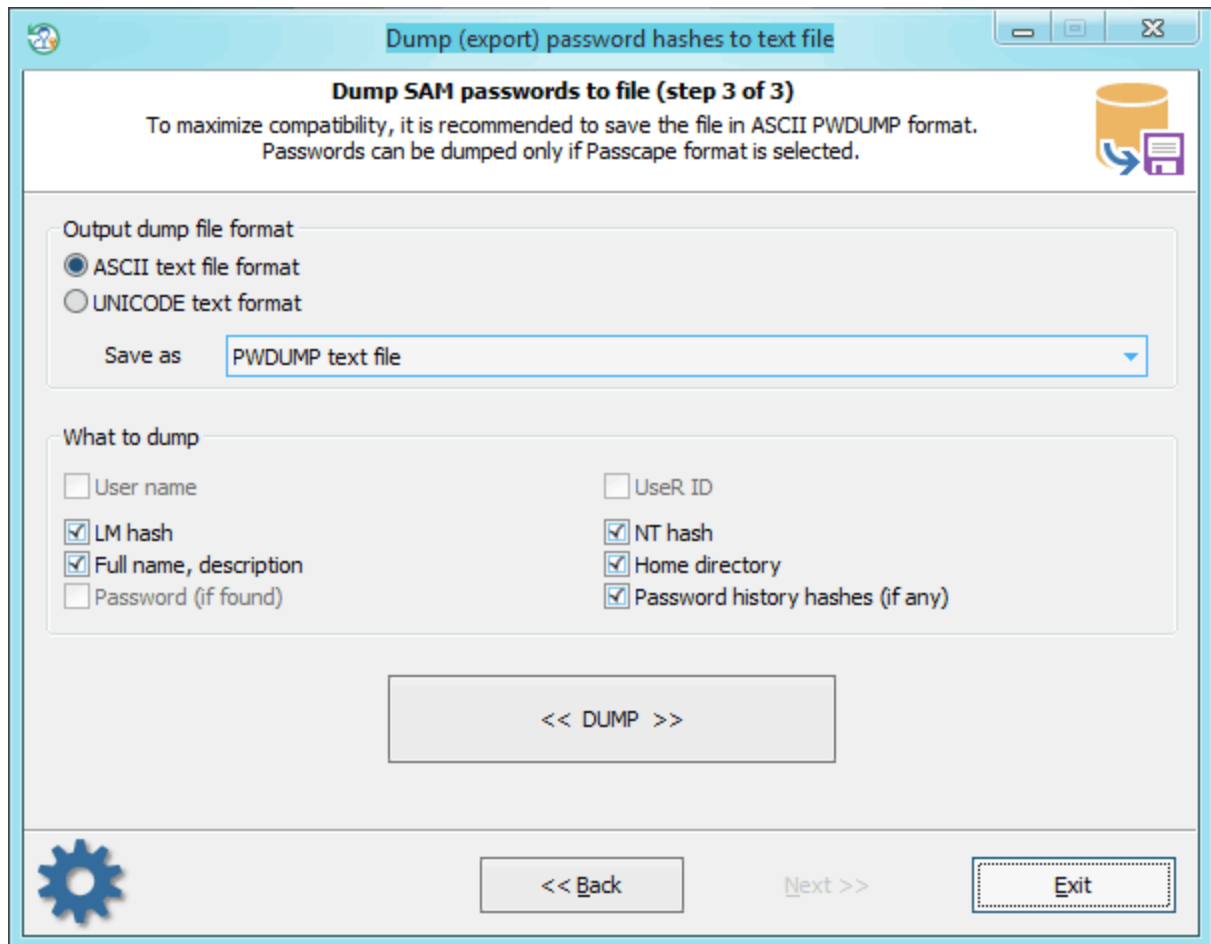 Dump (export) password hashes to text file
Dump SAM passwords to file (step 3 of 3)
To maximize compatibility, it is recommended to save the file in ASCII PWDUMP format.
Passwords can be dumped only if Passcape format is selected.
Output dump file format
ASCII text file format
UNICODE text format
Save as PWDUMP text file
What to dump
User name UseR ID
LM hash NT hash
Full name, description Home directory
Password (if found) Password history hashes (if any)
<< DUMP >>
<< Back Next >> Exit